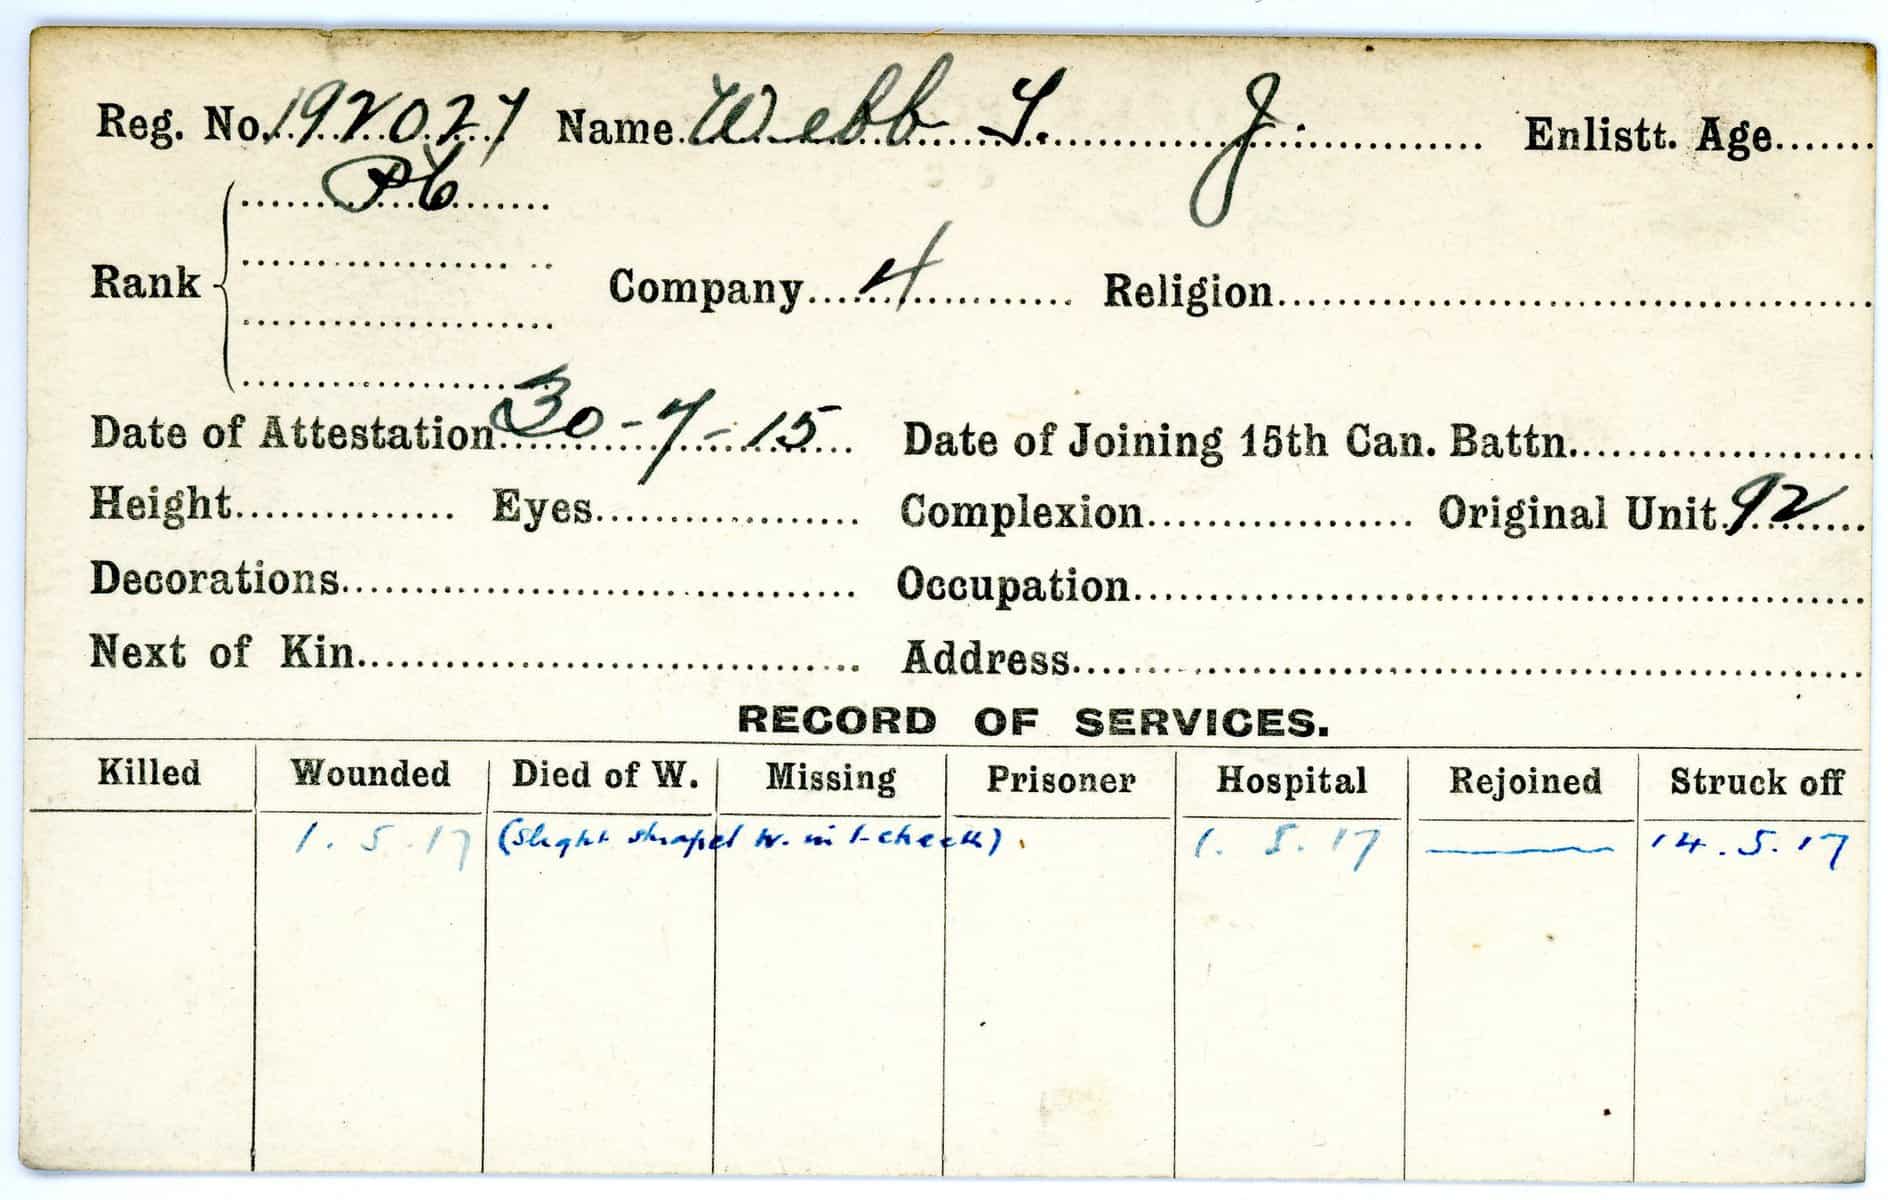 Reg. No. 192027 Name Webb T. J. Enlistt. Age
Pte
Rank Company 4 Religion
Date of Attestation 30-7-15 Date of Joining 15th Can. Battn.
Height Eyes Complexion Original Unit 92
Decorations Occupation
Next of Kin Address
RECORD OF SERVICES.
Killed Wounded Died of W. Missing Prisoner Hospital Rejoined Struck off
1. 5. 17 (Slight shrapel W. in l-cheek). 1. 5. 17 — 14. 5. 17